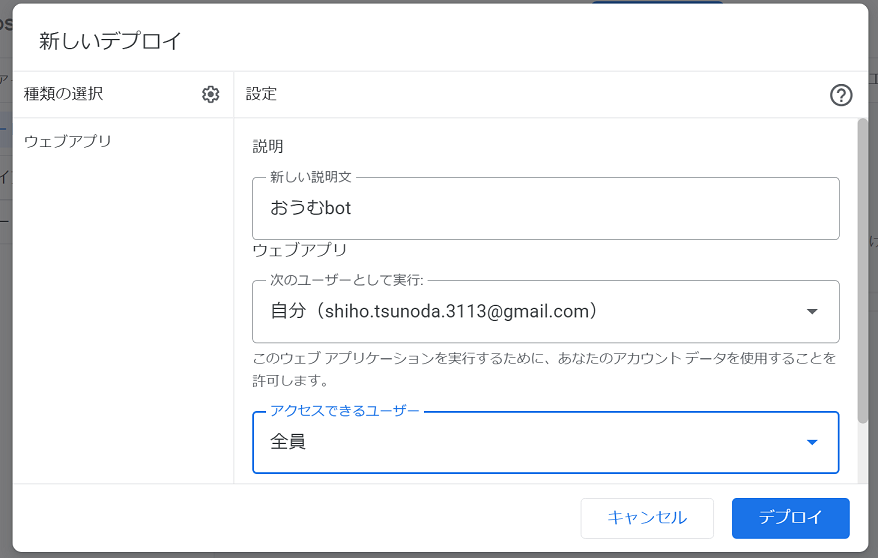 新しいデプロイ
種類の選択
設定
ウェブアプリ
説明
新しい説明文
おうむbot
ウェブアプリ
次のユーザーとして実行:
自分（shiho.tsunoda.3113@gmail.com）
このウェブ アプリケーションを実行するために、あなたのアカウント データを使用することを
許可します。
アクセスできるユーザー
全員
キャンセル
デプロイ